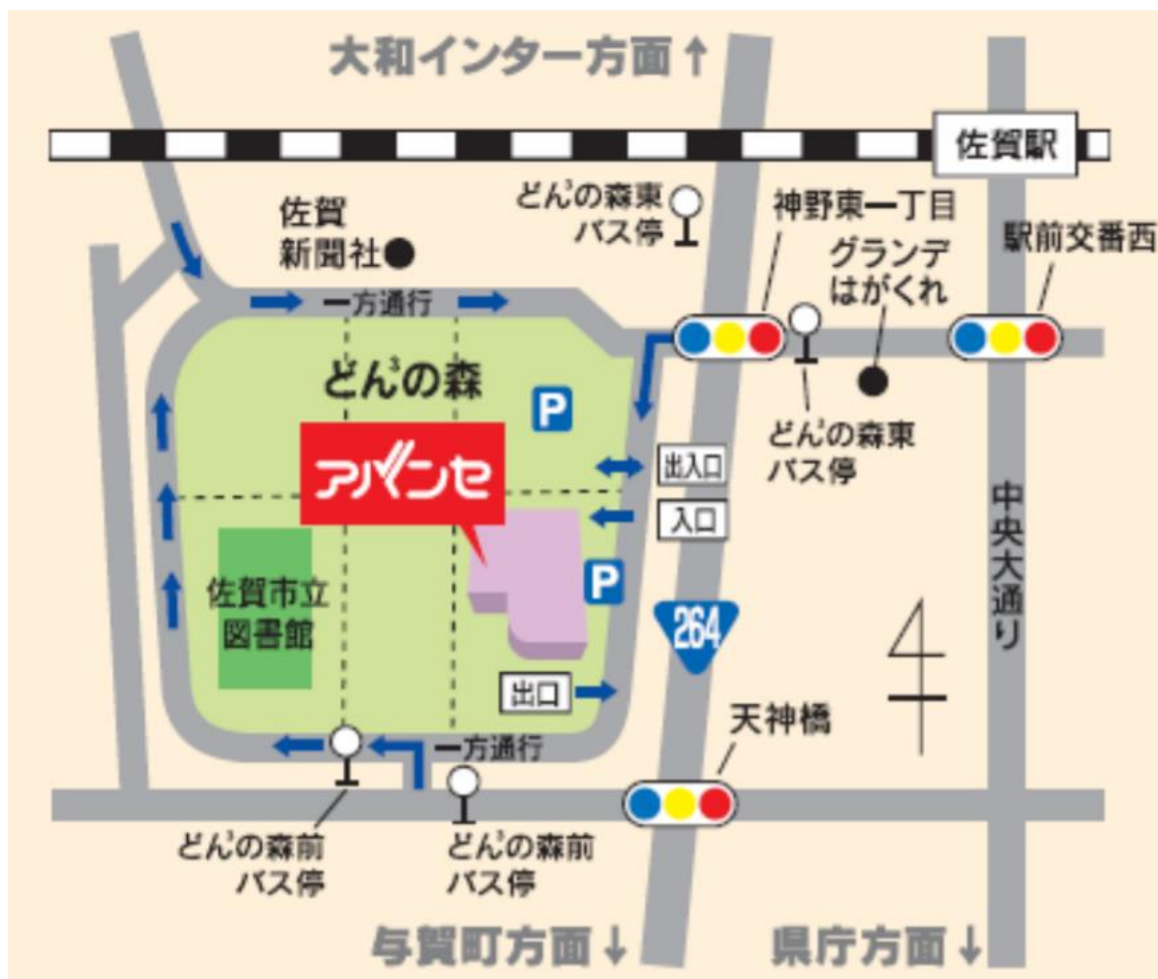 大和インター方面↑
佐賀駅
どん³の森東
バス停
神野東一丁目
佐賀
新聞社
グランデ
はがくれ
駅前交番西
一方通行
どん³の森
P
どん³の森東
バス停
アバンセ
出入口
入口
中央大通り
佐賀市立
図書館
P
264
出口
天神橋
一方通行
どん³の森前
バス停
どん³の森前
バス停
与賀町方面↓
県庁方面↓